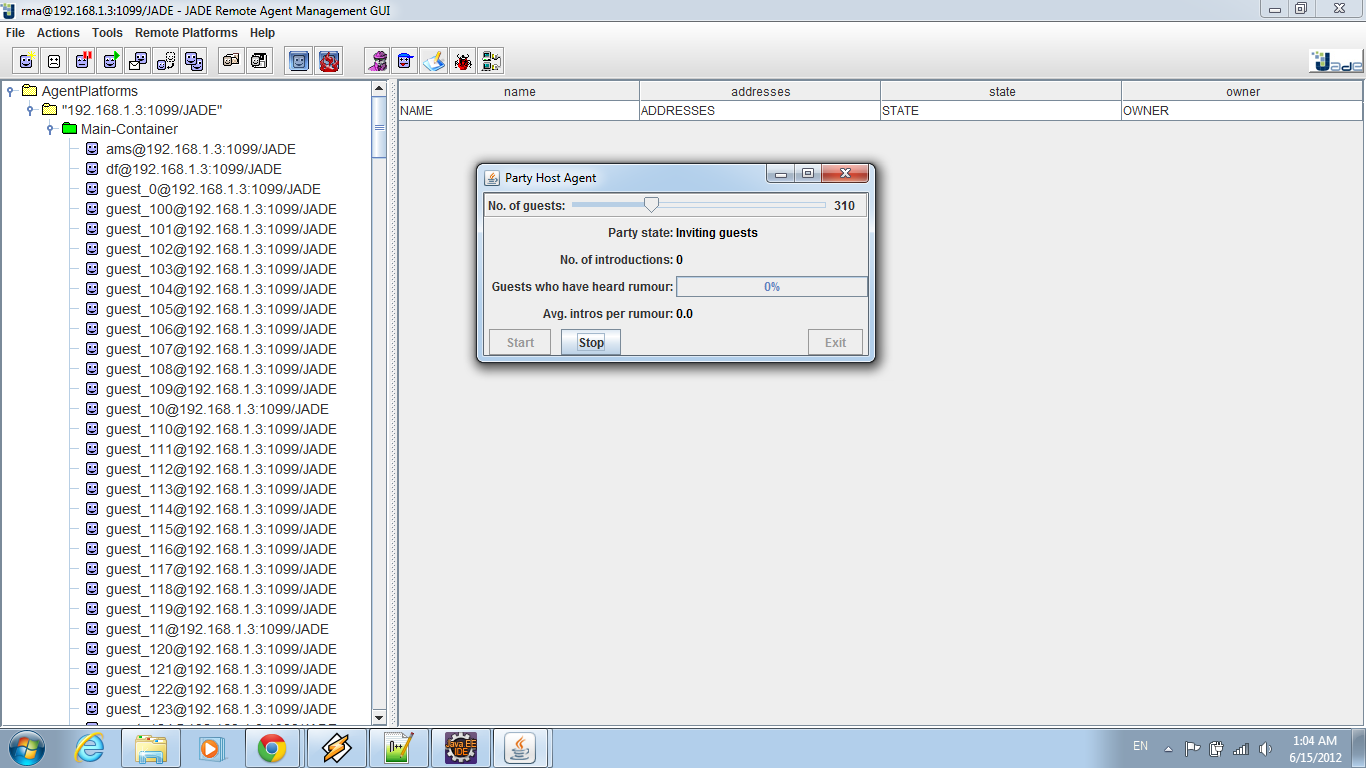 rma@192.168.1.3:1099/JADE - JADE Remote Agent Management GUI
File Actions Tools Remote Platforms Help
Jade
AgentPlatforms
"192.168.1.3:1099/JADE"
Main-Container
ams@192.168.1.3:1099/JADE
df@192.168.1.3:1099/JADE
guest_0@192.168.1.3:1099/JADE
guest_100@192.168.1.3:1099/JADE
guest_101@192.168.1.3:1099/JADE
guest_102@192.168.1.3:1099/JADE
guest_103@192.168.1.3:1099/JADE
guest_104@192.168.1.3:1099/JADE
guest_105@192.168.1.3:1099/JADE
guest_106@192.168.1.3:1099/JADE
guest_107@192.168.1.3:1099/JADE
guest_108@192.168.1.3:1099/JADE
guest_109@192.168.1.3:1099/JADE
guest_10@192.168.1.3:1099/JADE
guest_110@192.168.1.3:1099/JADE
guest_111@192.168.1.3:1099/JADE
guest_112@192.168.1.3:1099/JADE
guest_113@192.168.1.3:1099/JADE
guest_114@192.168.1.3:1099/JADE
guest_115@192.168.1.3:1099/JADE
guest_116@192.168.1.3:1099/JADE
guest_117@192.168.1.3:1099/JADE
guest_118@192.168.1.3:1099/JADE
guest_119@192.168.1.3:1099/JADE
guest_11@192.168.1.3:1099/JADE
guest_120@192.168.1.3:1099/JADE
guest_121@192.168.1.3:1099/JADE
guest_122@192.168.1.3:1099/JADE
guest_123@192.168.1.3:1099/JADE
name addresses state owner
NAME ADDRESSES STATE OWNER
Party Host Agent
No. of guests: 310
Party state: Inviting guests
No. of introductions: 0
Guests who have heard rumour: 0%
Avg. intros per rumour: 0.0
Start Stop Exit
n++
Java EE
IDE
EN
1:04 AM
6/15/2012